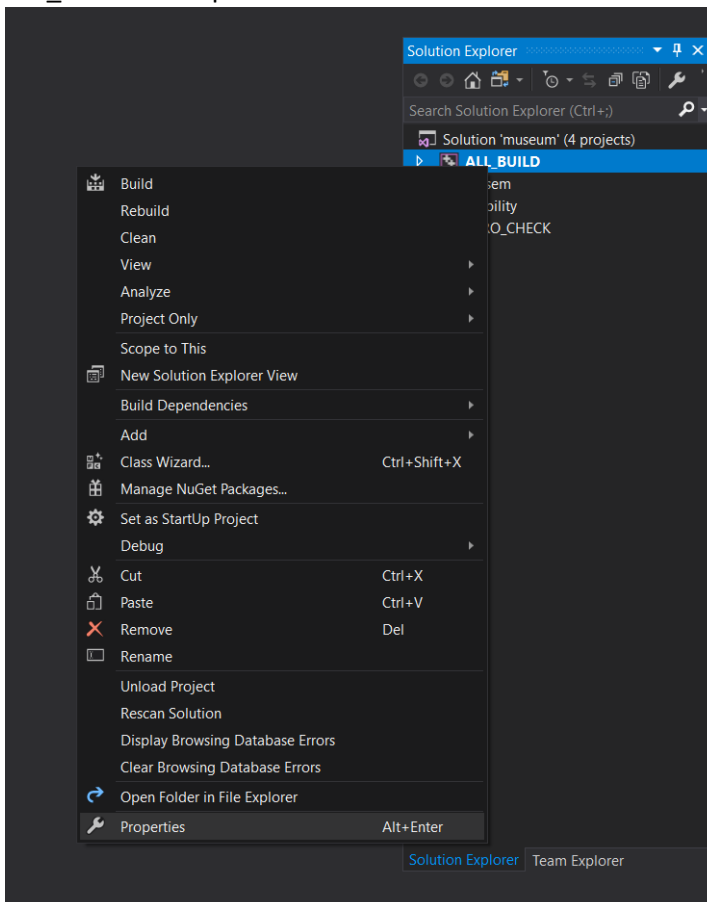 Solution Explorer
Search Solution Explorer (Ctrl+;)
Solution 'museum' (4 projects)
ALL_BUILD
Build
Rebuild
Clean
View
Analyze
Project Only
Scope to This
New Solution Explorer View
Build Dependencies
Add
Class Wizard... Ctrl+Shift+X
Manage NuGet Packages...
Set as StartUp Project
Debug
Cut Ctrl+X
Paste Ctrl+V
Remove Del
Rename
Unload Project
Rescan Solution
Display Browsing Database Errors
Clear Browsing Database Errors
Open Folder in File Explorer
Properties Alt+Enter
Solution Explorer Team Explorer